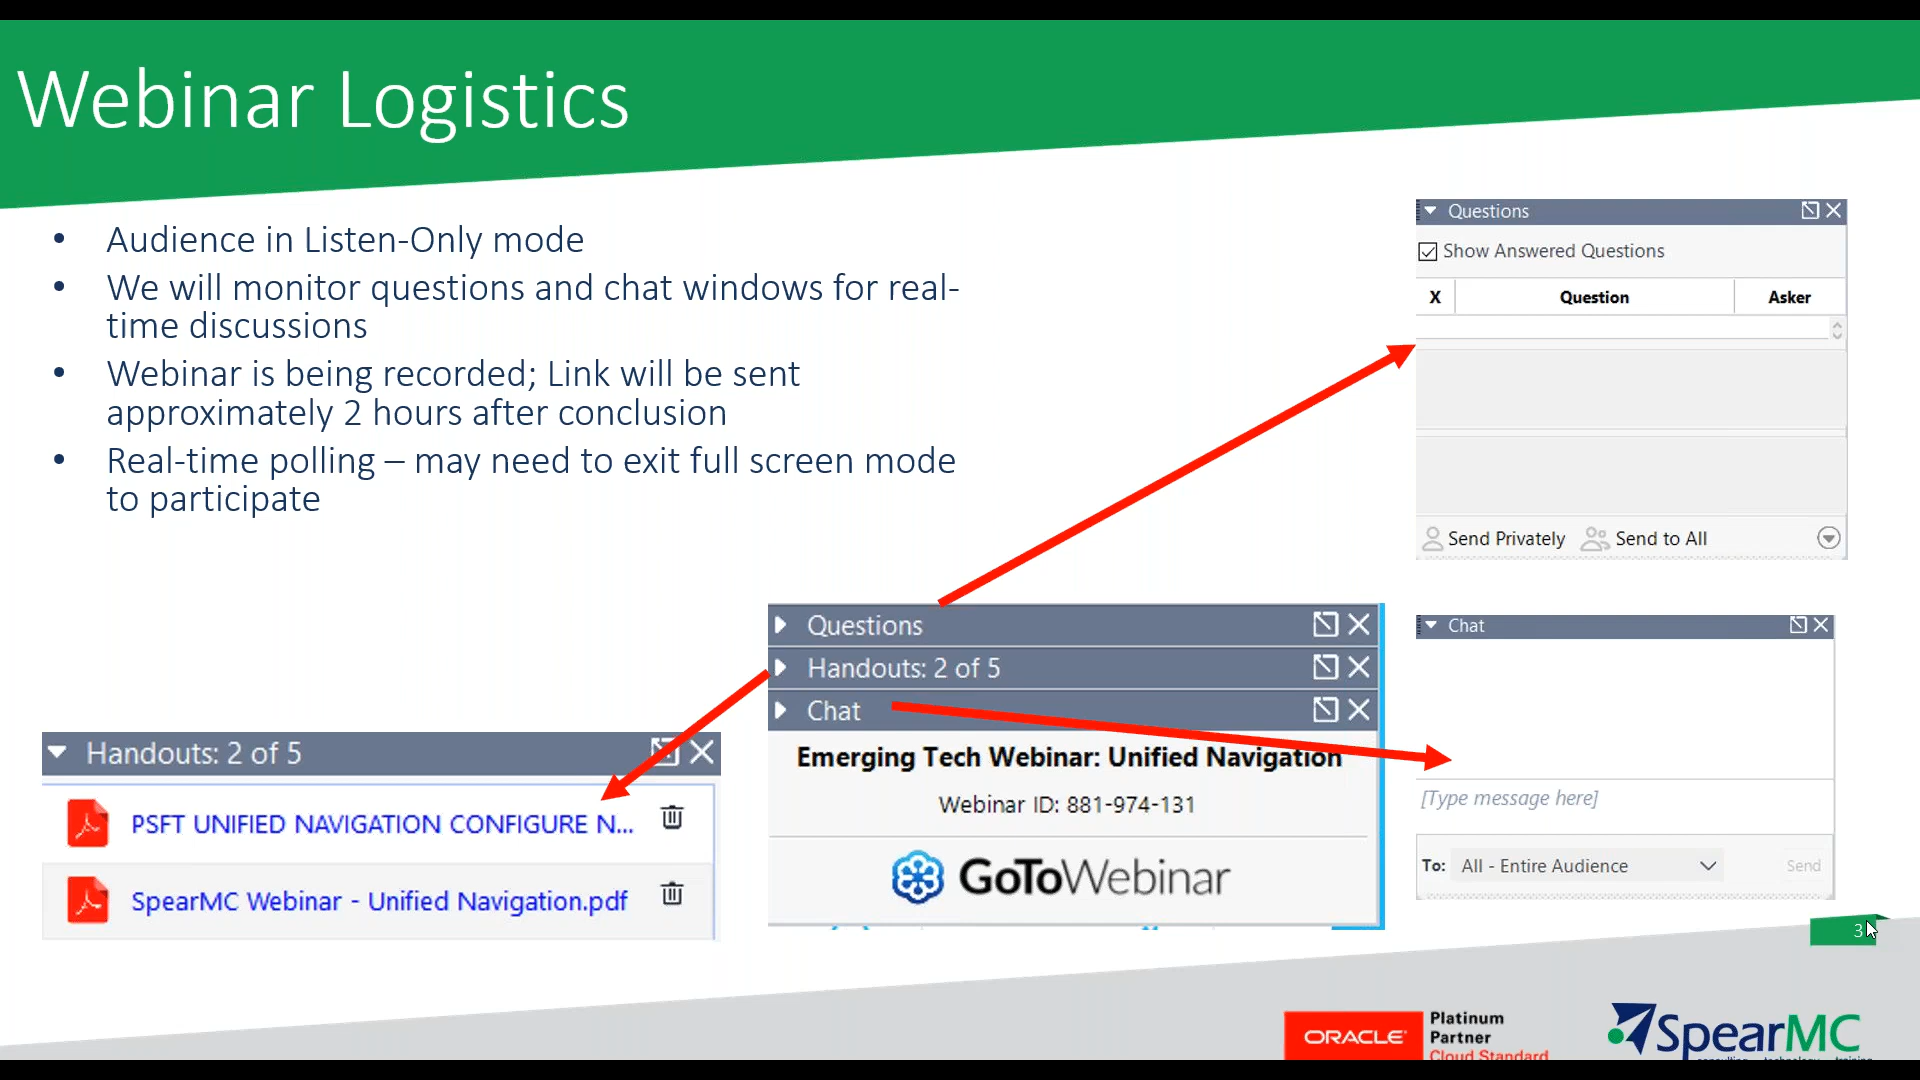 Webinar Logistics
• Audience in Listen-Only mode
• We will monitor questions and chat windows for real-
time discussions
• Webinar is being recorded; Link will be sent
approximately 2 hours after conclusion
• Real-time polling – may need to exit full screen mode
to participate
Questions
Show Answered Questions
X Question Asker
Send Privately Send to All
Questions
Handouts: 2 of 5
Chat
Emerging Tech Webinar: Unified Navigation
Webinar ID: 881-974-131
GoToWebinar
Handouts: 2 of 5
PSFT UNIFIED NAVIGATION CONFIGURE N...
SpearMC Webinar - Unified Navigation.pdf
Chat
[Type message here]
To: All - Entire Audience Send
3
ORACLE
Platinum
Partner
Cloud Standard
SpearMC